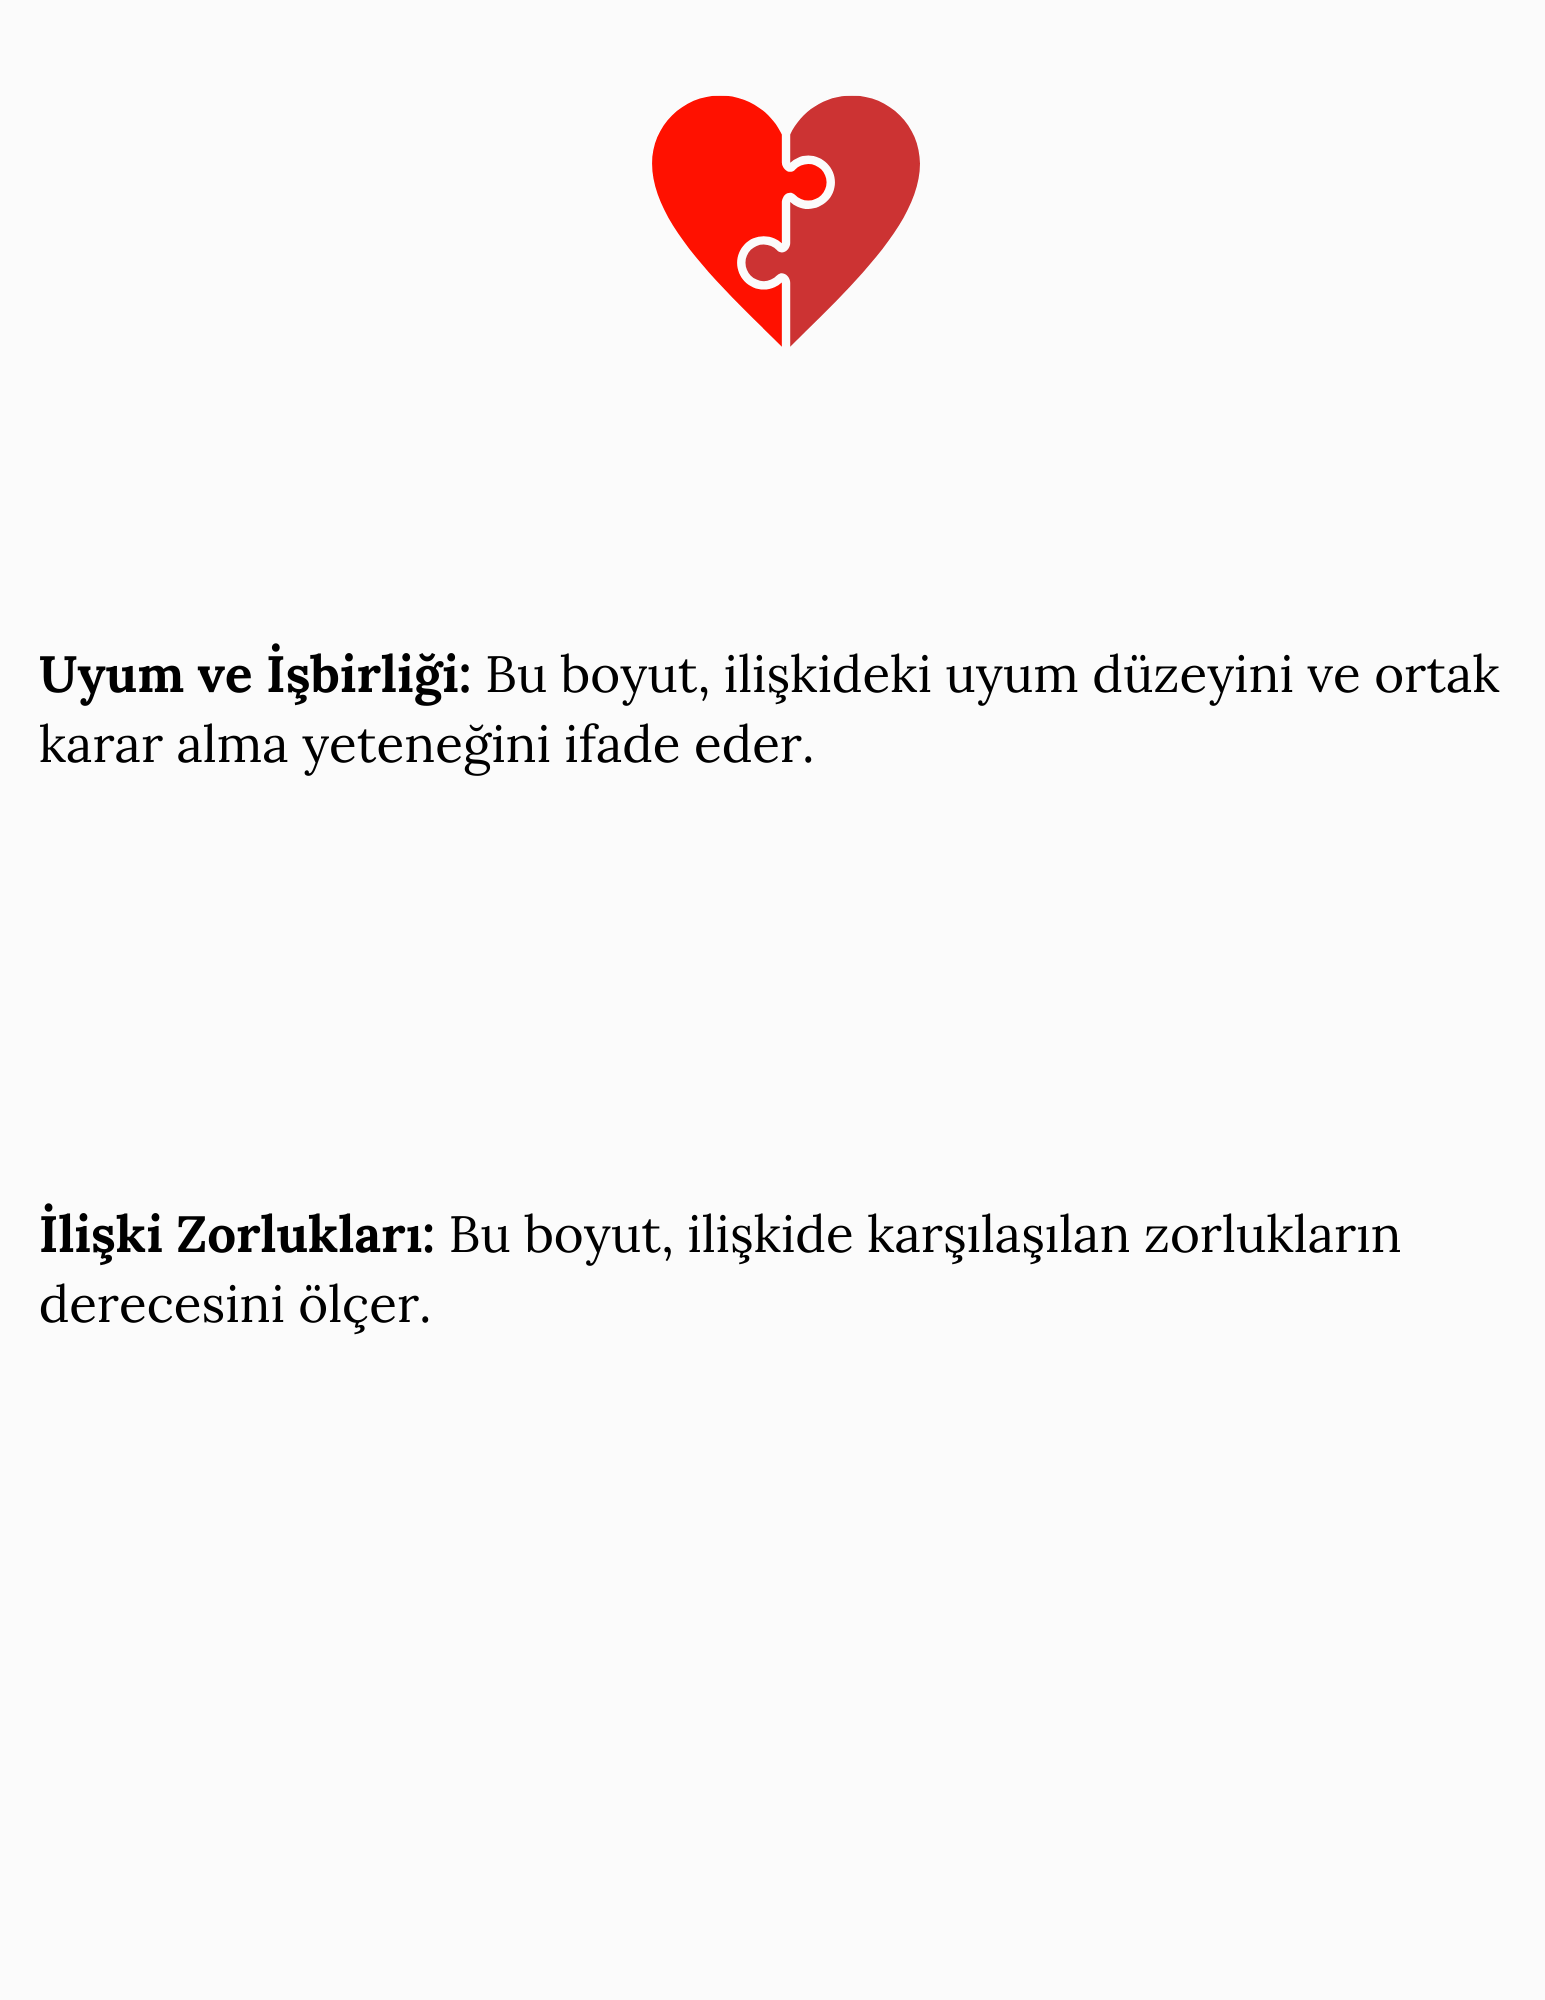 Uyum ve İşbirliği: Bu boyut, ilişkideki uyum düzeyini ve ortak
karar alma yeteneğini ifade eder.
İlişki Zorlukları: Bu boyut, ilişkide karşılaşılan zorlukların
derecesini ölçer.